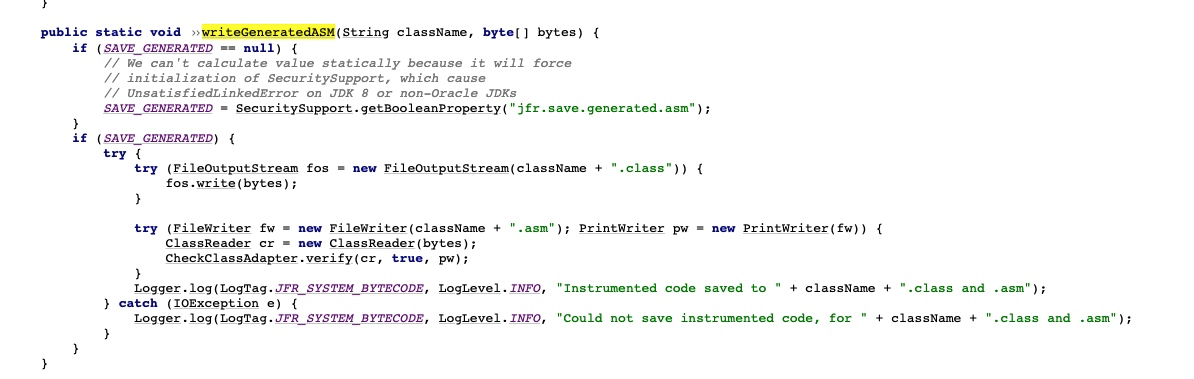 }
public static void »writeGeneratedASM(String className, byte[] bytes) {
if (SAVE_GENERATED == null) {
// We can't calculate value statically because it will force
// initialization of SecuritySupport, which cause
// UnsatisfiedLinkedError on JDK 8 or non-Oracle JDKs
SAVE_GENERATED = SecuritySupport.getBooleanProperty("jfr.save.generated.asm");
}
if (SAVE_GENERATED) {
try {
try (FileOutputStream fos = new FileOutputStream(className + ".class")) {
fos.write(bytes);
}
try (FileWriter fw = new FileWriter(className + ".asm"); PrintWriter pw = new PrintWriter(fw)) {
ClassReader cr = new ClassReader(bytes);
CheckClassAdapter.verify(cr, true, pw);
}
Logger.log(LogTag.JFR_SYSTEM_BYTECODE, LogLevel.INFO, "Instrumented code saved to " + className + ".class and .asm");
} catch (IOException e) {
Logger.log(LogTag.JFR_SYSTEM_BYTECODE, LogLevel.INFO, "Could not save instrumented code, for " + className + ".class and .asm");
}
}
}